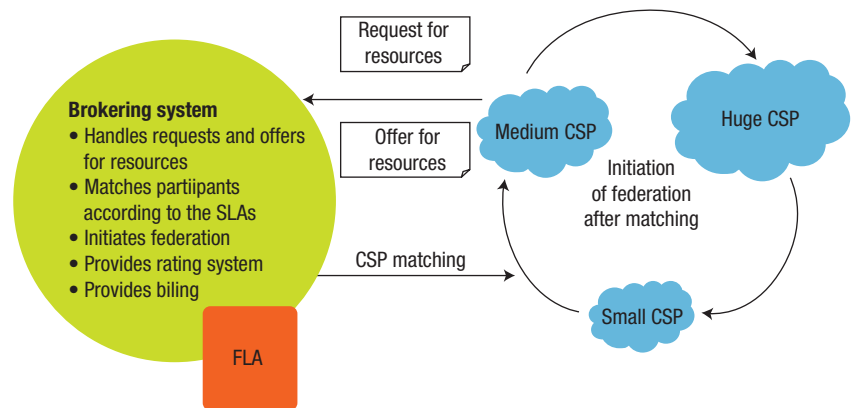 Request for
resources
Brokering system
• Handles requests and offers
for resources
• Matches partiipants
according to the SLAs
• Initiates federation
• Provides rating system
• Provides biling
Offer for
resources
Medium CSP
Huge CSP
Initiation
of federation
after matching
CSP matching
Small CSP
FLA